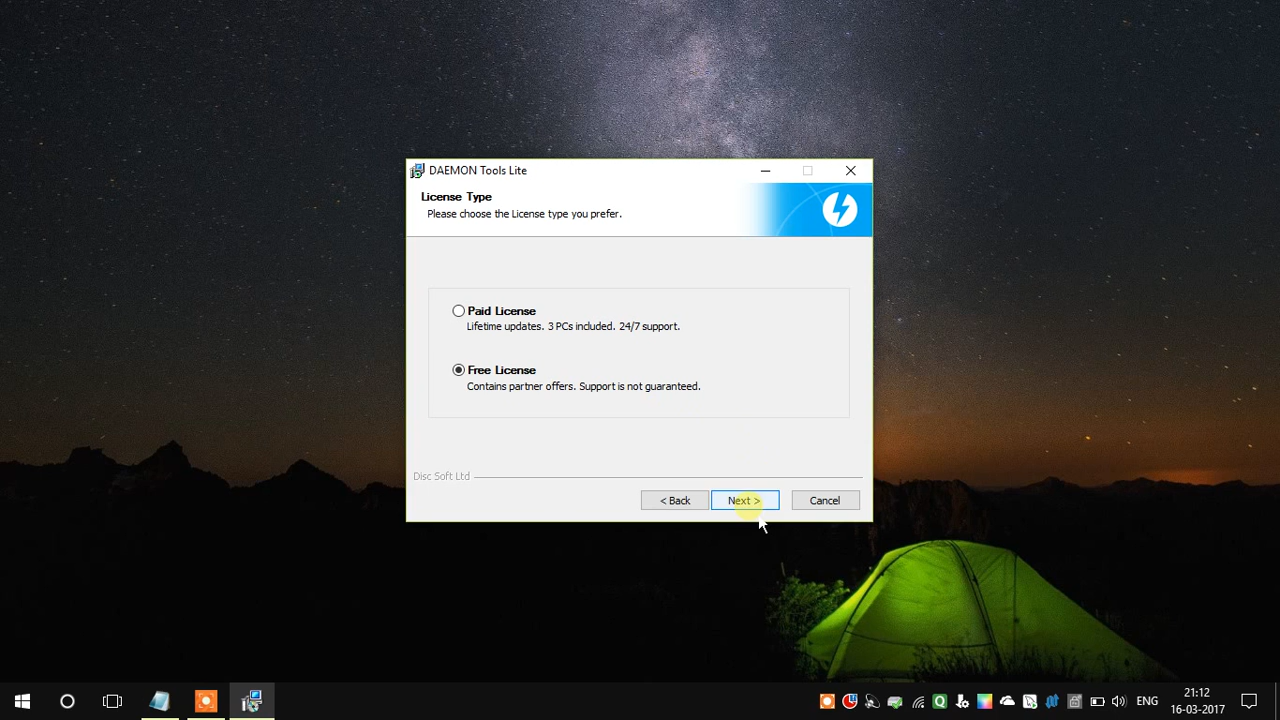 DAEMON Tools Lite
License Type
Please choose the License type you prefer.
Paid License
Lifetime updates. 3 PCs included. 24/7 support.
Free License
Contains partner offers. Support is not guaranteed.
Disc Soft Ltd
< Back
Next >
Cancel
ENG
21:12
16-03-2017